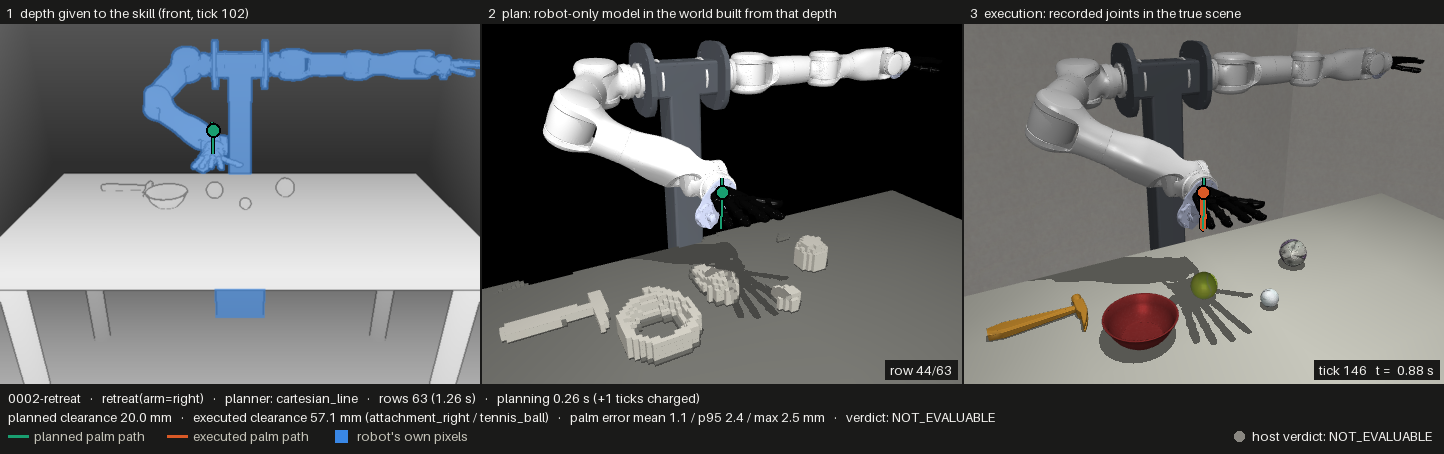 1 depth given to the skill (front, tick 102)
2 plan: robot-only model in the world built from that depth
3 execution: recorded joints in the true scene
row 44/63
tick 146 t = 0.88 s
0002-retreat · retreat(arm=right) · planner: cartesian_line · rows 63 (1.26 s) · planning 0.26 s (+1 ticks charged)
planned clearance 20.0 mm · executed clearance 57.1 mm (attachment_right / tennis_ball) · palm error mean 1.1 / p95 2.4 / max 2.5 mm · verdict: NOT_EVALUABLE
planned palm path executed palm path robot's own pixels host verdict: NOT_EVALUABLE